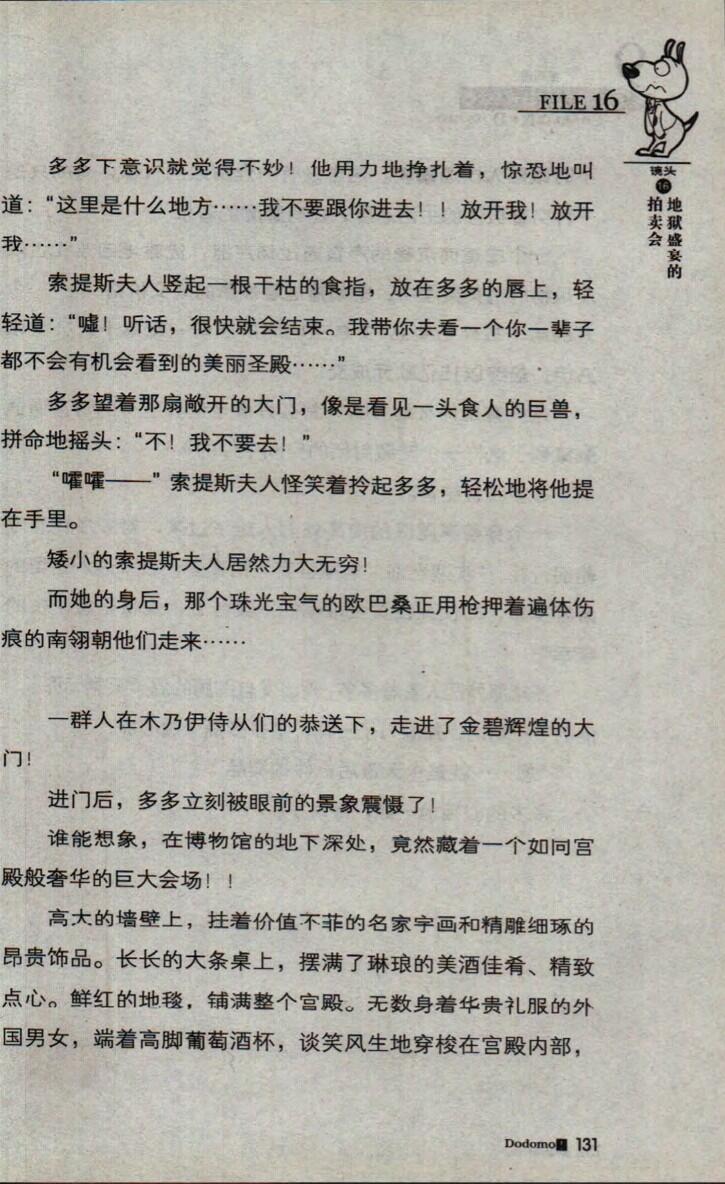 FILE 16
镜头
16
地狱盛宴的
拍卖会
多多下意识就觉得不妙！他用力地挣扎着，惊恐地叫
道：“这里是什么地方……我不要跟你进去！！放开我！放开
我……”
索提斯夫人竖起一根干枯的食指，放在多多的唇上，轻
轻道：“嘘！听话，很快就会结束。我带你去看一个你一辈子
都不会有机会看到的美丽圣殿……”
多多望着那扇敞开的大门，像是看见一头食人的巨兽，
拼命地摇头：“不！我不要去！”
“嚯嚯——”索提斯夫人怪笑着拎起多多，轻松地将他提
在手里。
矮小的索提斯夫人居然力大无穷！
而她的身后，那个珠光宝气的欧巴桑正用枪押着遍体伤
痕的南翎朝他们走来……
一群人在木乃伊侍从们的恭送下，走进了金碧辉煌的大
门！
进门后，多多立刻被眼前的景象震慑了！
谁能想象，在博物馆的地下深处，竟然藏着一个如同宫
殿般奢华的巨大会场！！
高大的墙壁上，挂着价值不菲的名家字画和精雕细琢的
昂贵饰品。长长的大条桌上，摆满了琳琅的美酒佳肴、精致
点心。鲜红的地毯，铺满整个宫殿。无数身着华贵礼服的外
国男女，端着高脚葡萄酒杯，谈笑风生地穿梭在宫殿内部，
Dodomo! 131